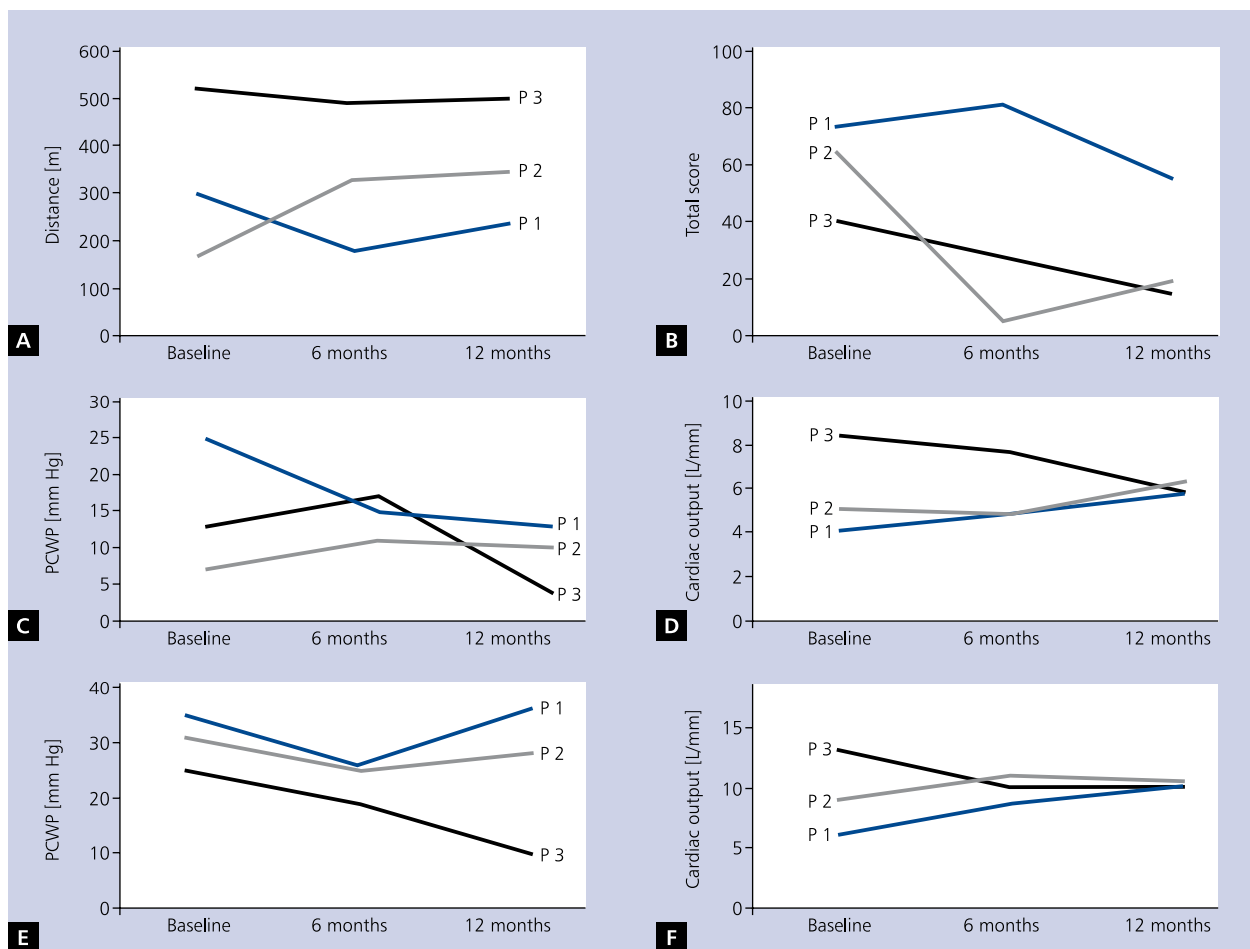 600
500
400
300
200
100
0
Distance [m]
P 3
P 2
P 1
Baseline 6 months 12 months
A
100
80
60
40
20
0
Total score
P 1
P 2
P 3
Baseline 6 months 12 months
B
30
25
20
15
10
5
0
PCWP [mm Hg]
P 1
P 2
P 3
Baseline 6 months 12 months
C
10
8
6
4
2
0
Cardiac output [L/mm]
P 3
P 2
P 1
Baseline 6 months 12 months
D
40
30
20
10
0
PCWP [mm Hg]
P 1
P 2
P 3
Baseline 6 months 12 months
E
15
10
5
0
Cardiac output [L/mm]
P 3
P 2
P 1
Baseline 6 months 12 months
F